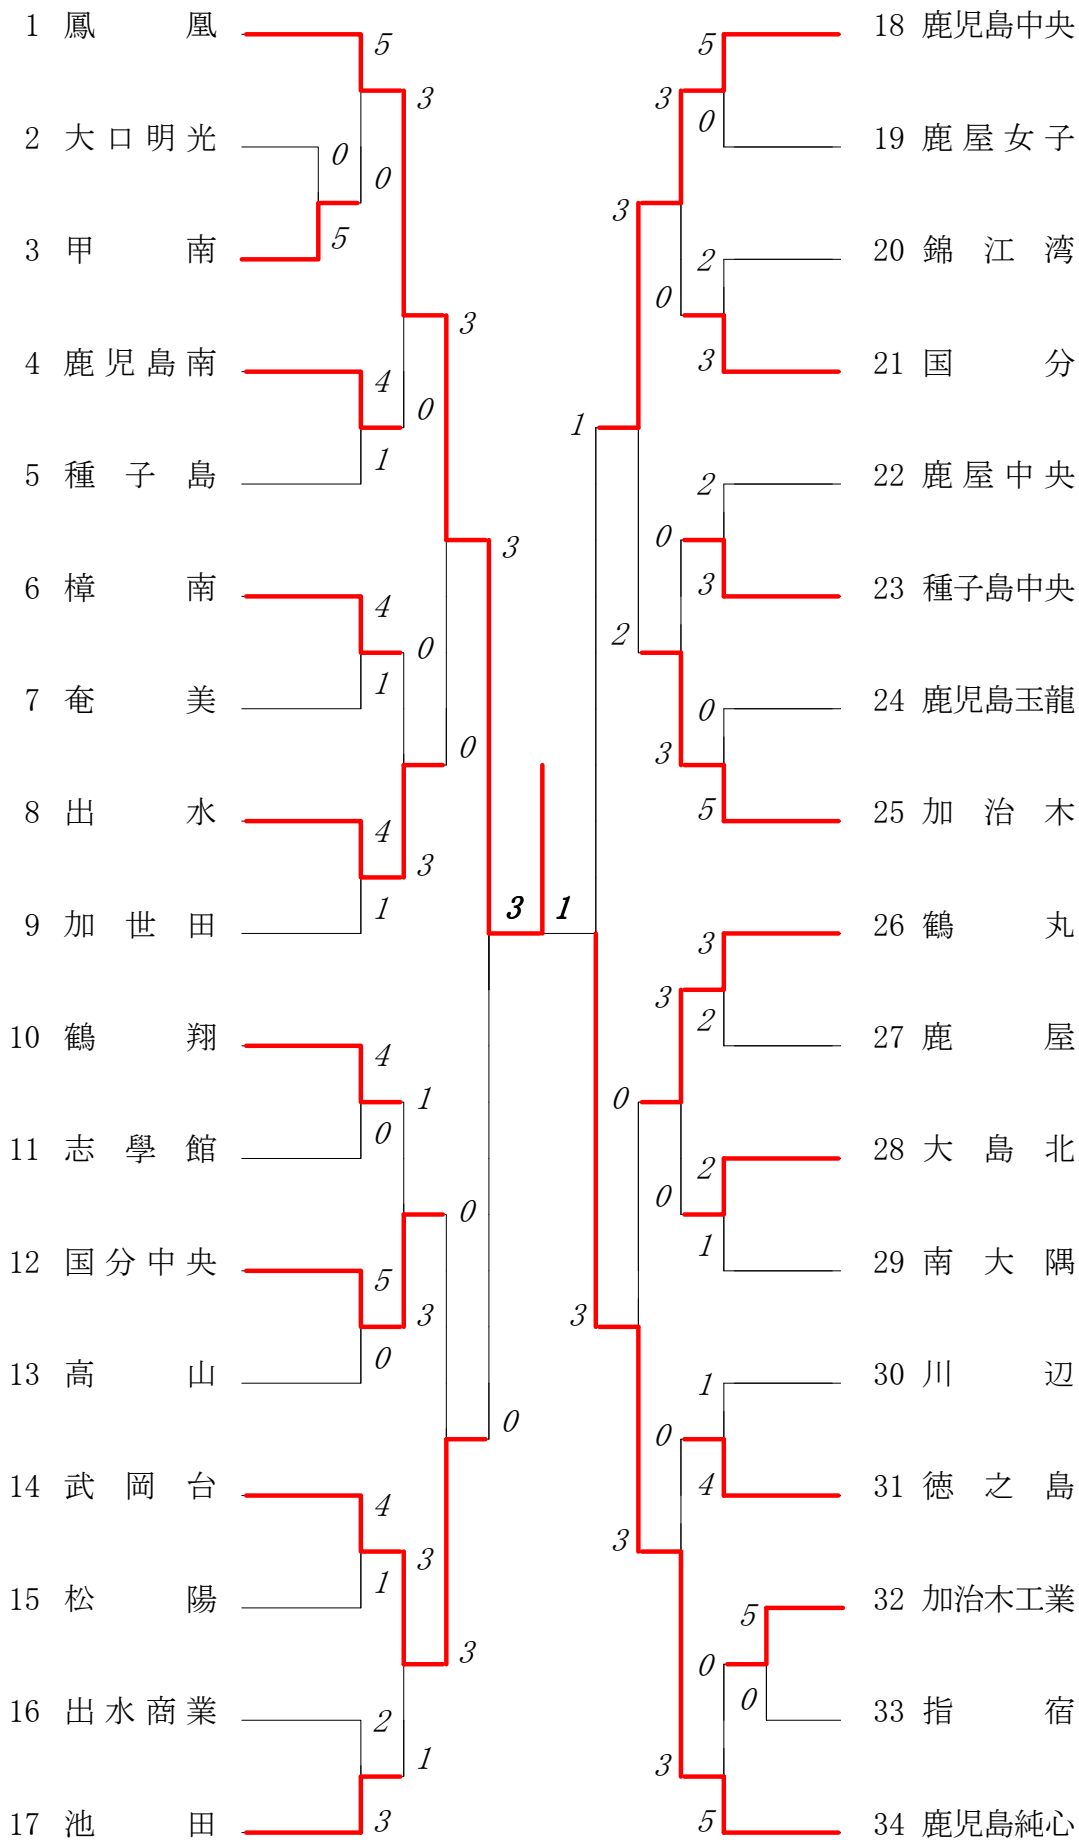 1 鳳凰
2 大口明光
3 甲南
4 鹿児島南
5 種子島
6 樟南
7 奄美
8 出水
9 加世田
10 鶴翔
11 志學館
12 国分中央
13 高山
14 武岡台
15 松陽
16 出水商業
17 池田
5
3
0
0
5
3
4
0
1
3
4
0
1
0
4
3
1
3
1
4
1
0
0
5
3
0
0
4
3
1
3
2
1
3
5
3
0
3
2
0
3
1
2
0
3
2
0
3
5
3
3
2
0
2
0
1
3
1
0
4
3
5
0
0
3
5
18 鹿児島中央
19 鹿屋女子
20 錦江湾
21 国分
22 鹿屋中央
23 種子島中央
24 鹿児島玉龍
25 加治木
26 鶴丸
27 鹿屋
28 大島北
29 南大隅
30 川辺
31 徳之島
32 加治木工業
33 指宿
34 鹿児島純心